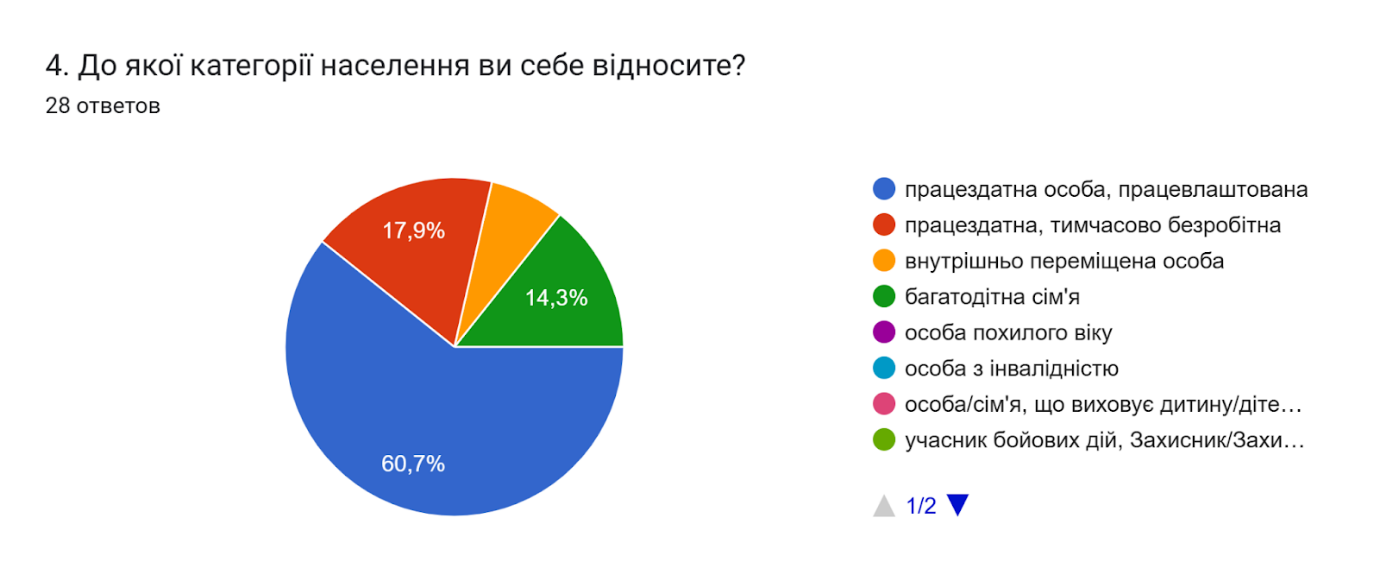 4. До якої категорії населення ви себе відносите?
28 ответов
17,9%
14,3%
60,7%
працездатна особа, працевлаштована
працездатна, тимчасово безробітна
внутрішньо переміщена особа
багатодітна сім'я
особа похилого віку
особа з інвалідністю
особа/сім'я, що виховує дитину/діте…
учасник бойових дій, Захисник/Захи…
1/2